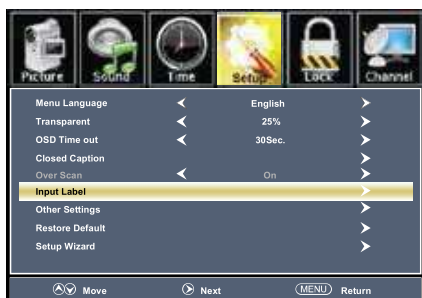 Picture Sound Time Setup Lock Channel
Menu Language English
Transparent 25%
OSD Time out 30Sec.
Closed Caption
Over Scan On
Input Label
Other Settings
Restore Default
Setup Wizard
Move Next MENU Return